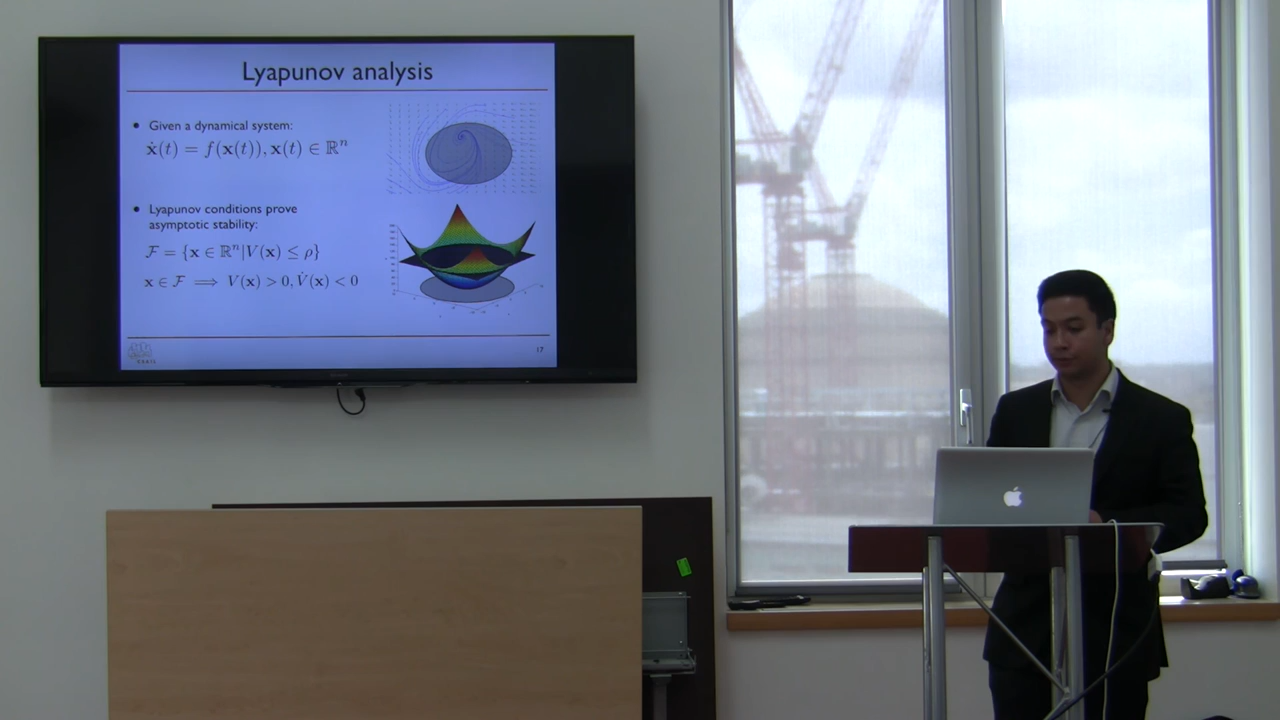 Lyapunov analysis
• Given a dynamical system:
ẋ(t) = f(x(t)), x(t) ∈ ℝⁿ
• Lyapunov conditions prove
asymptotic stability:
ℱ = {x ∈ ℝⁿ|V(x) ≤ ρ}
x ∈ ℱ ⟹ V(x) > 0, V̇(x) < 0
17